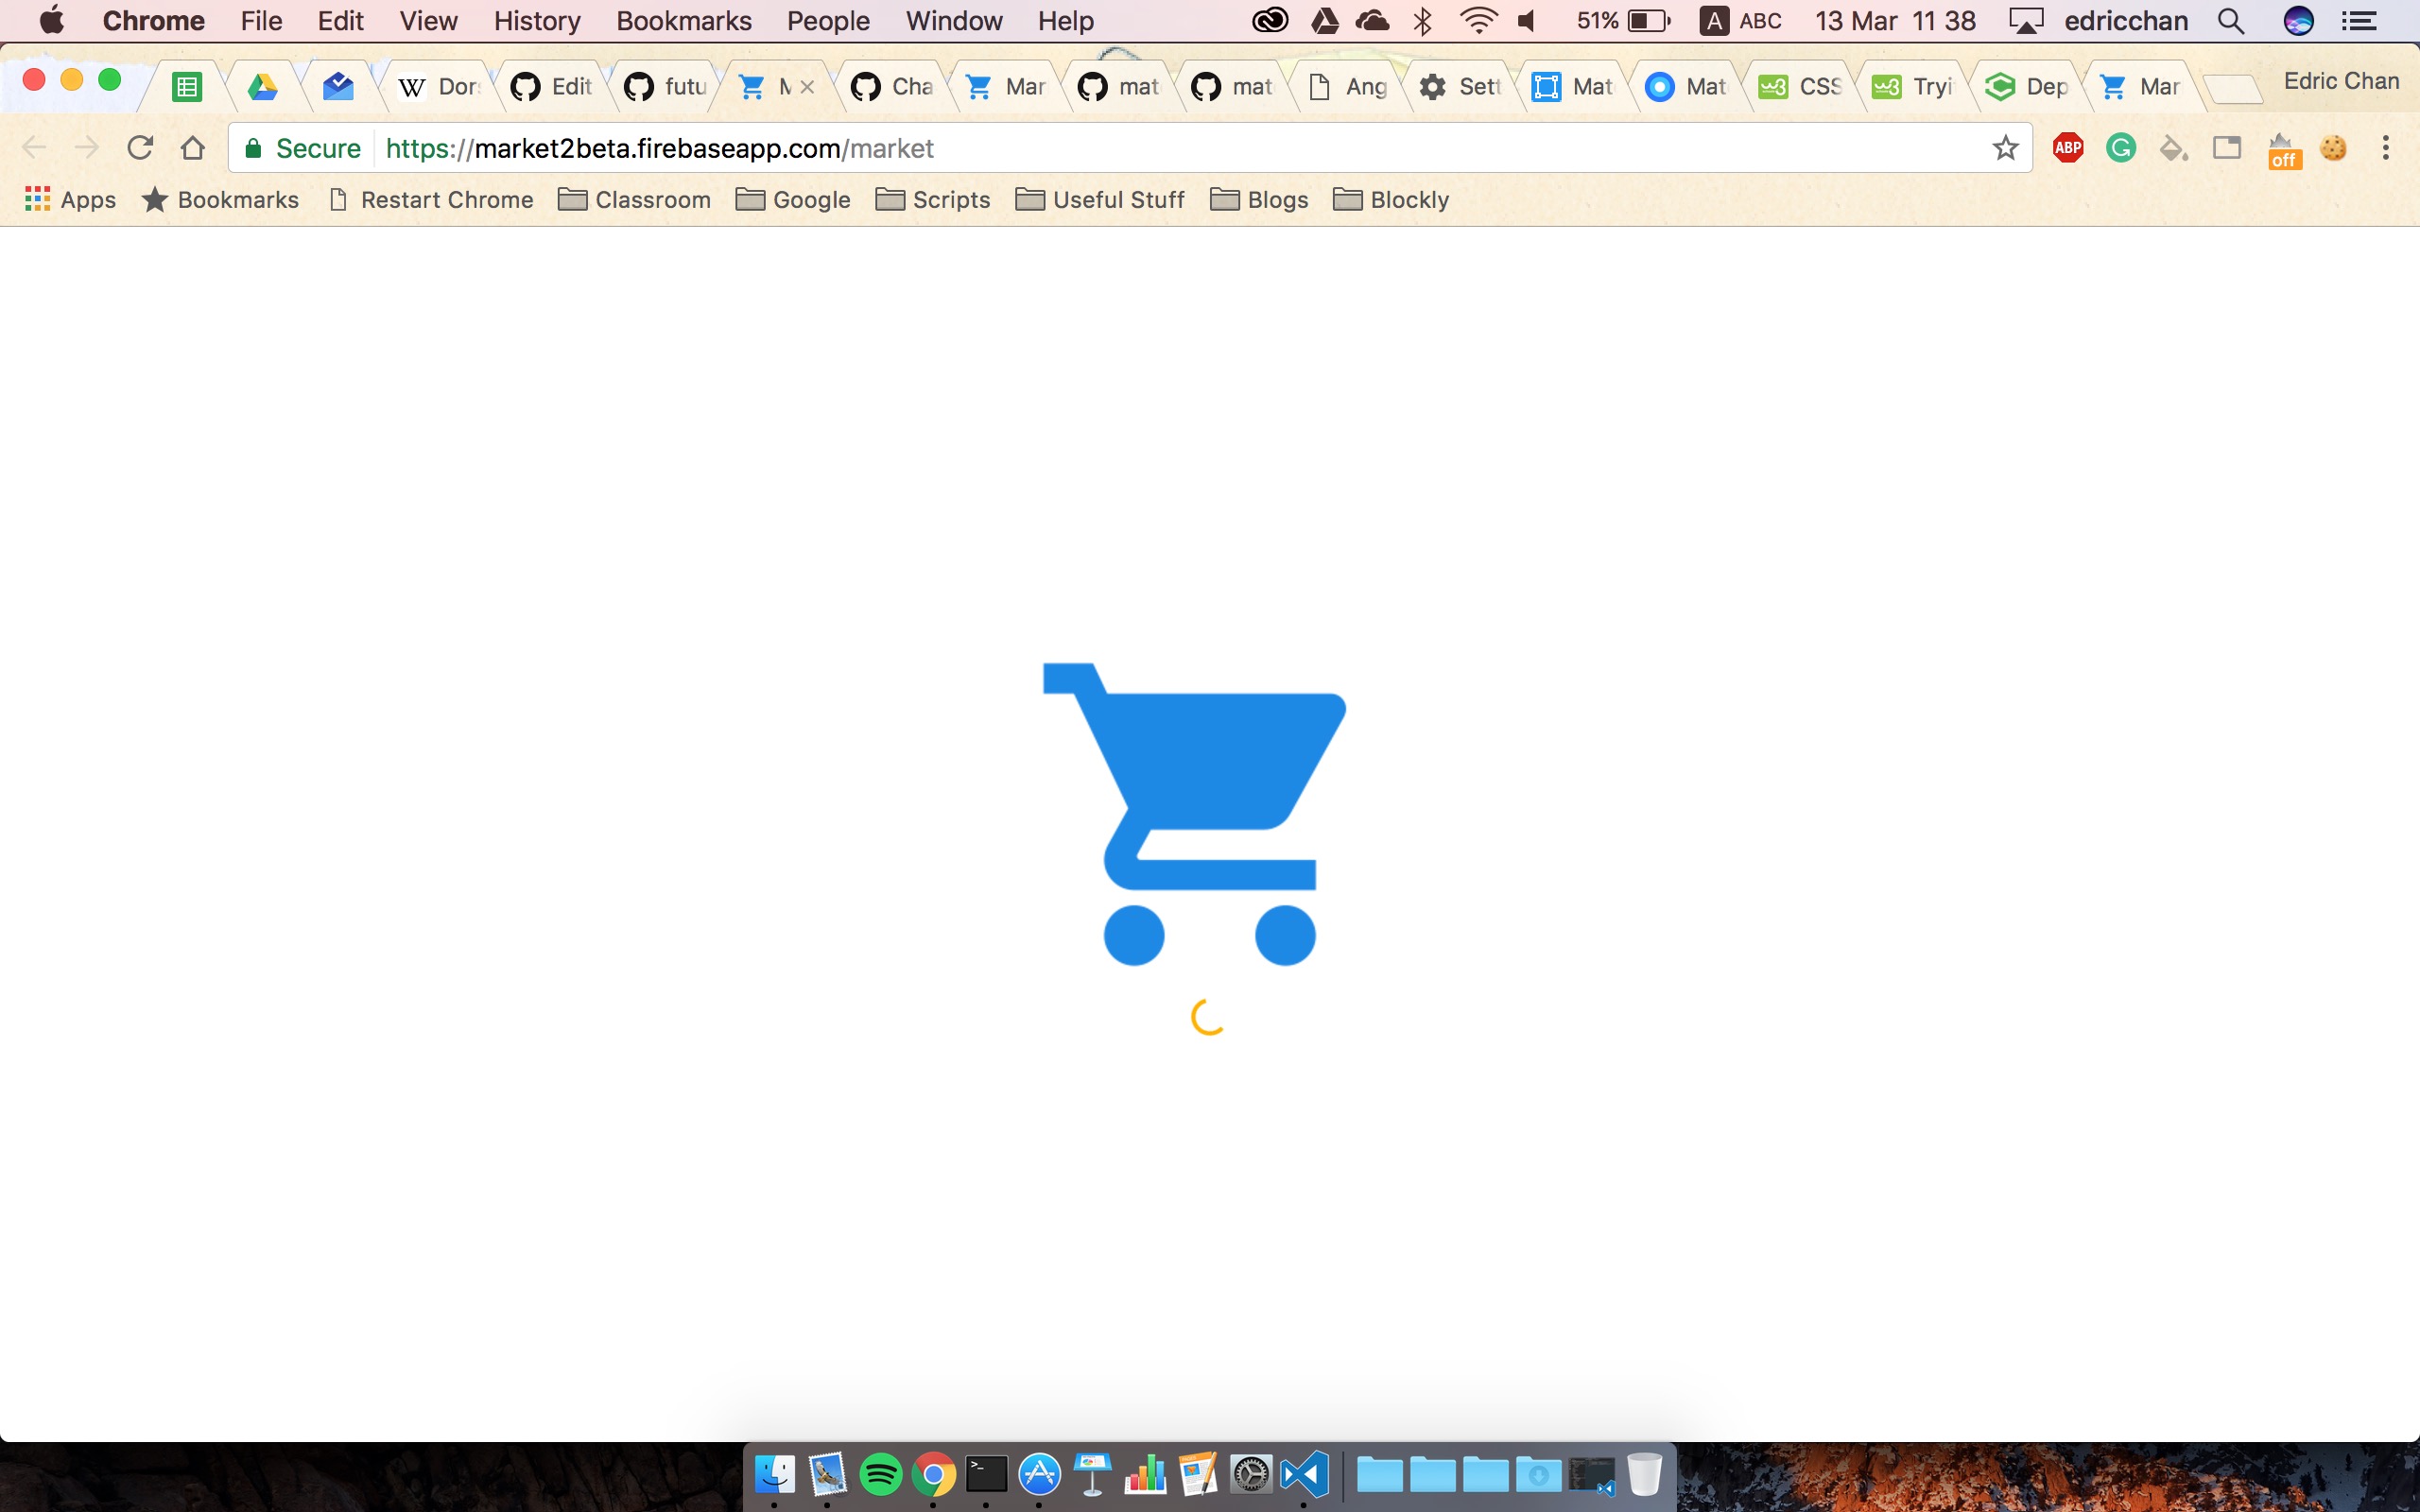 Chrome File Edit View History Bookmarks People Window Help 51% A ABC 13 Mar 11 38 edricchan
W Dor Edit futu M Cha Mar mat mat Ang Sett Mat Mat w3 CSS w3 Tryi Dep Mar Edric Chan
Secure https://market2beta.firebaseapp.com/market ABP G off
Apps Bookmarks Restart Chrome Classroom Google Scripts Useful Stuff Blogs Blockly
>_